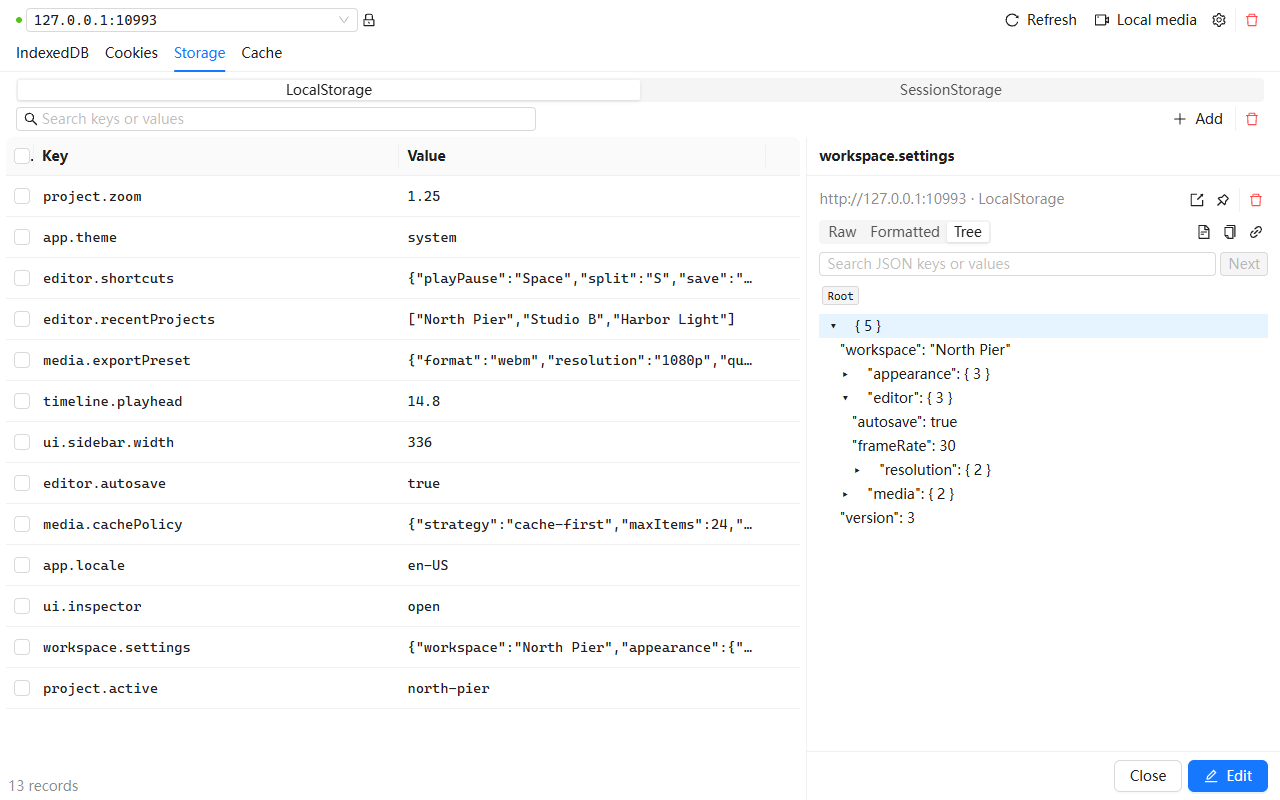 127.0.0.1:10993
Refresh
Local media
IndexedDB
Cookies
Storage
Cache
LocalStorage
SessionStorage
Search keys or values
Add
Key
Value
project.zoom
1.25
app.theme
system
editor.shortcuts
{"playPause":"Space","split":"S","save":"…
editor.recentProjects
["North Pier","Studio B","Harbor Light"]
media.exportPreset
{"format":"webm","resolution":"1080p","qu…
timeline.playhead
14.8
ui.sidebar.width
336
editor.autosave
true
media.cachePolicy
{"strategy":"cache-first","maxItems":24,"…
app.locale
en-US
ui.inspector
open
workspace.settings
{"workspace":"North Pier","appearance":{"…
project.active
north-pier
13 records
workspace.settings
http://127.0.0.1:10993 · LocalStorage
Raw
Formatted
Tree
Search JSON keys or values
Next
Root
{ 5 }
"workspace": "North Pier"
"appearance": { 3 }
"editor": { 3 }
"autosave": true
"frameRate": 30
"resolution": { 2 }
"media": { 2 }
"version": 3
Close
Edit